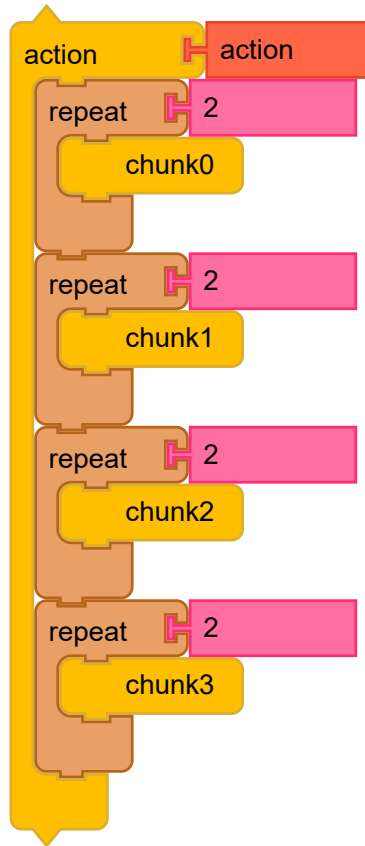 action action
repeat 2
chunk0
repeat 2
chunk1
repeat 2
chunk2
repeat 2
chunk3